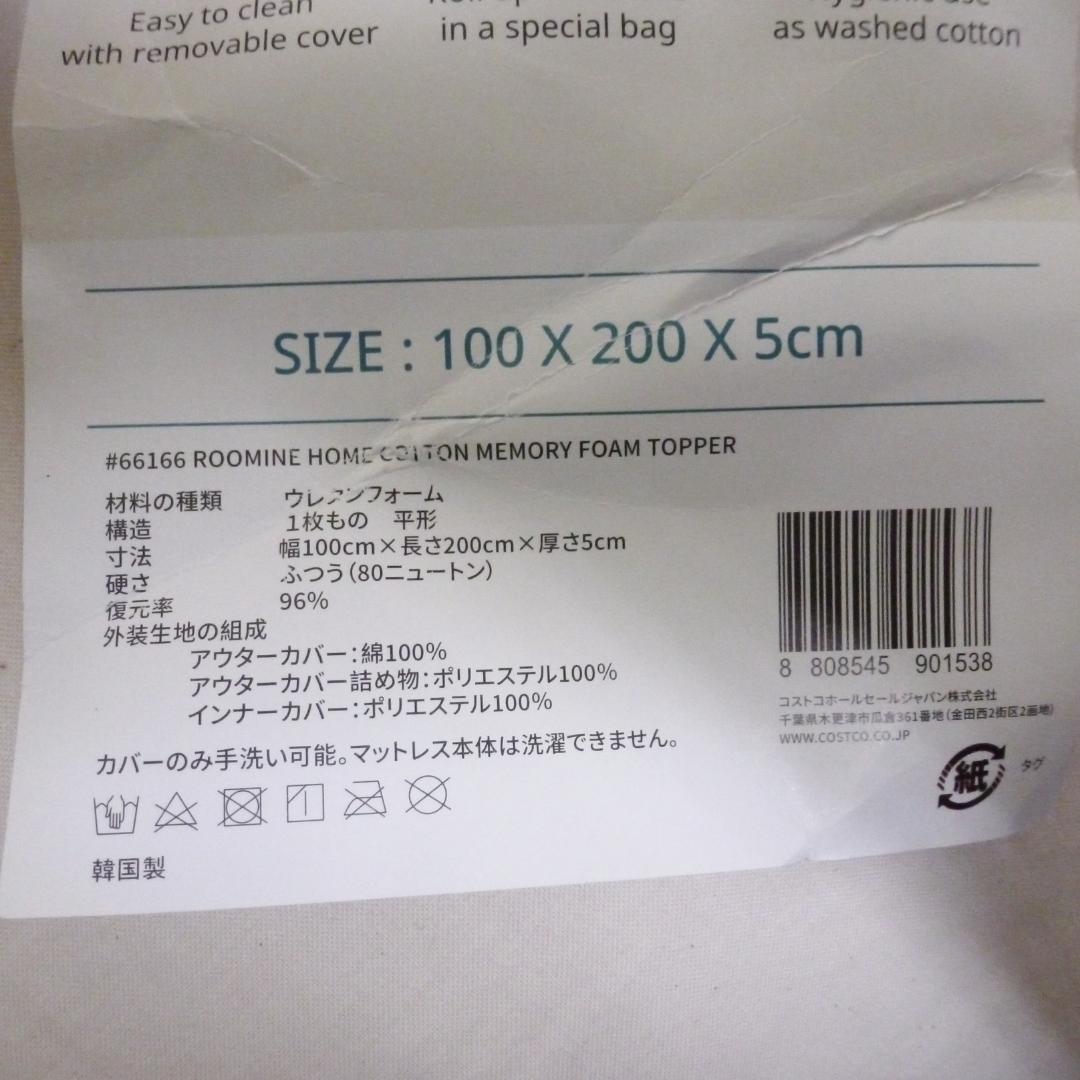 Easy to clean
with removable cover
in a special bag
as washed cotton
SIZE : 100 X 200 X 5cm
#66166 ROOMINE HOME COTTON MEMORY FOAM TOPPER
材料の種類 ウレタンフォーム
構造 1枚もの 平形
寸法 幅100cm×長さ200cm×厚さ5cm
硬さ ふつう(80ニュートン)
復元率 96%
外装生地の組成
アウターカバー:綿100%
アウターカバー詰め物:ポリエステル100%
インナーカバー:ポリエステル100%
カバーのみ手洗い可能。マットレス本体は洗濯できません。
韓国製
8 808545 901538
コストコホールセールジャパン株式会社
千葉県木更津市瓜倉361番地(金田西2街区2画地)
WWW.COSTCO.CO.JP
紙 タグ